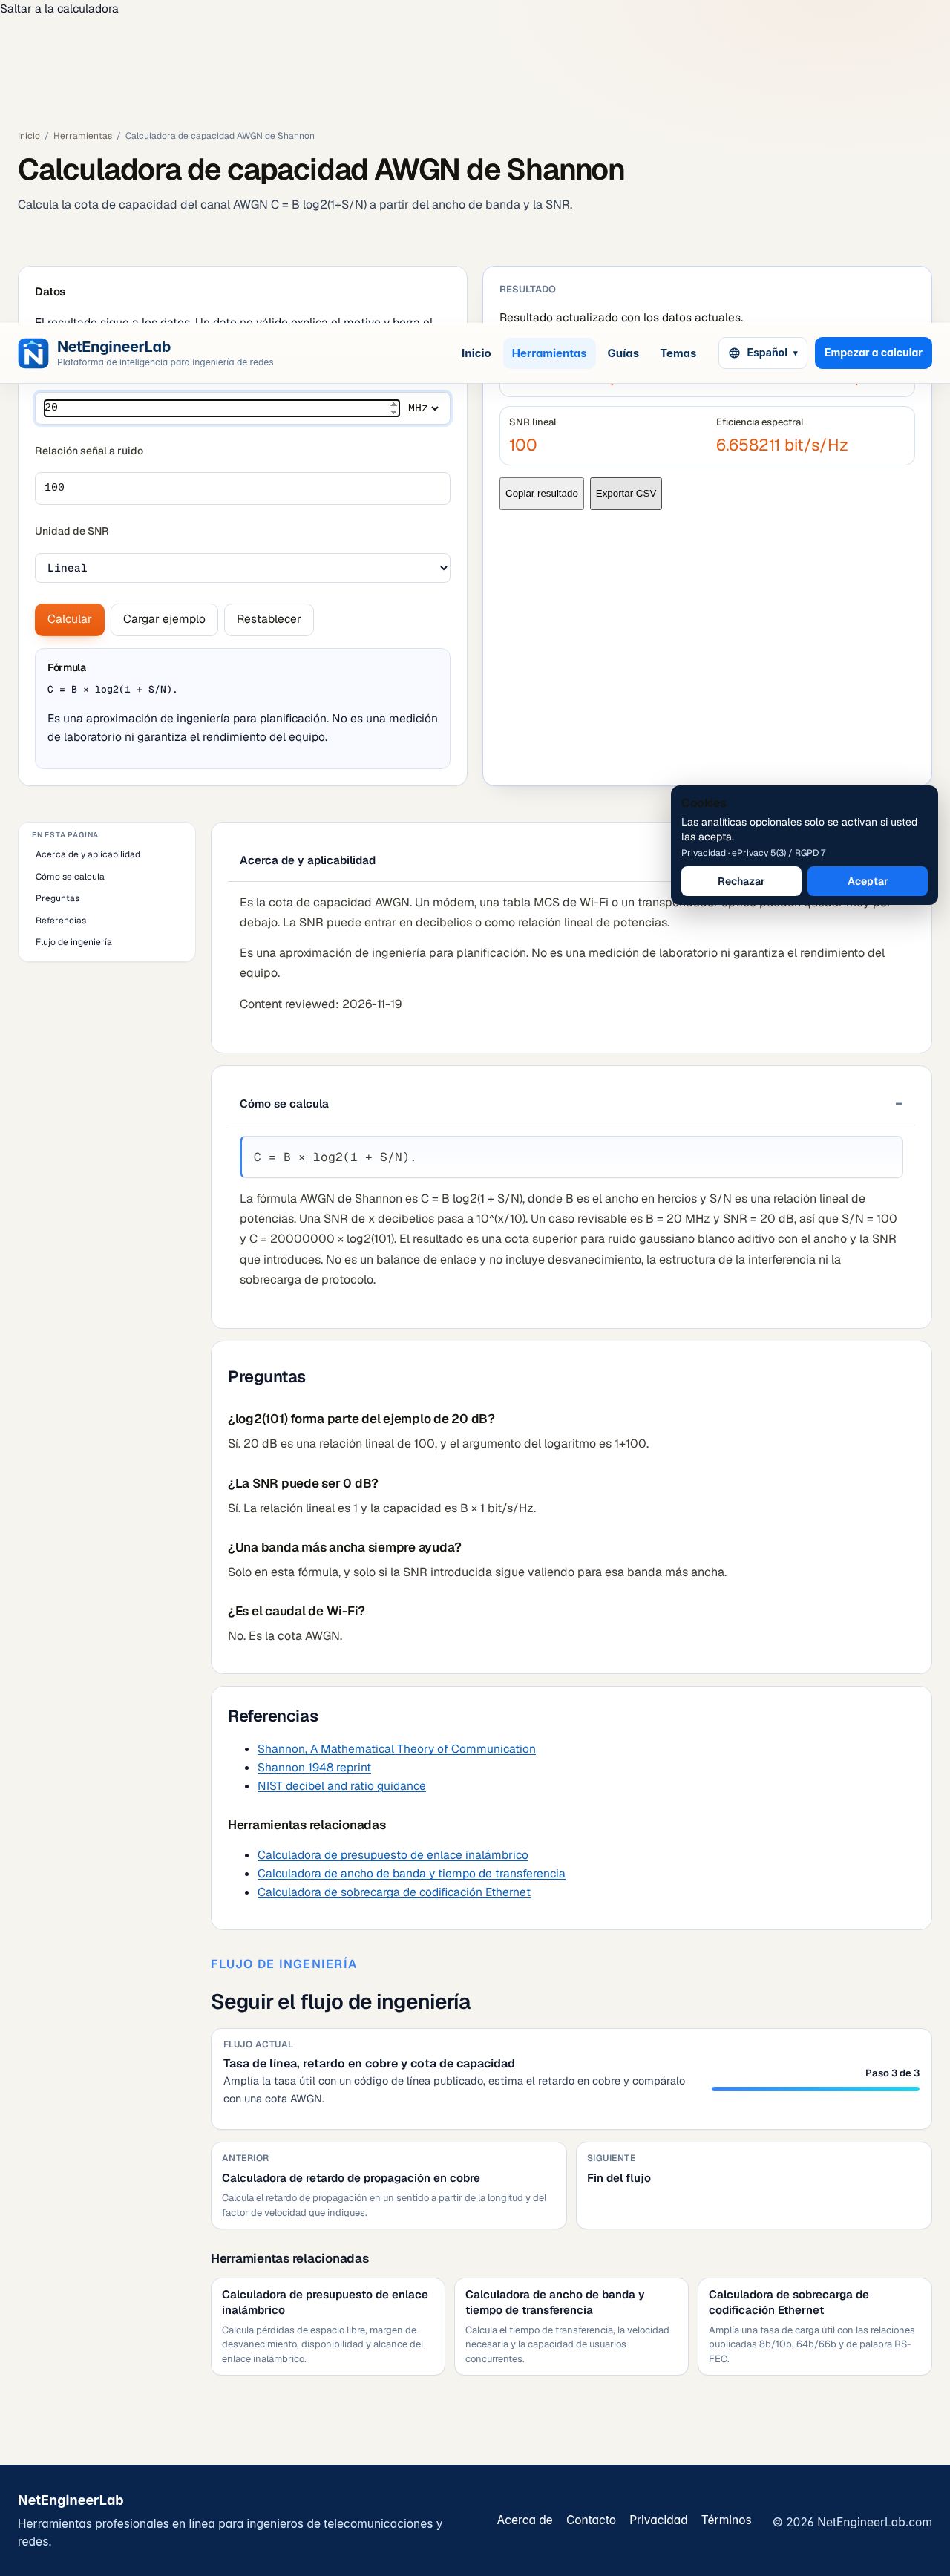 Saltar a la calculadora
Inicio / Herramientas / Calculadora de capacidad AWGN de Shannon
Calculadora de capacidad AWGN de Shannon
Calcula la cota de capacidad del canal AWGN C = B log2(1+S/N) a partir del ancho de banda y la SNR.
Datos
RESULTADO
Resultado actualizado con los datos actuales.
NetEngineerLab
Plataforma de inteligencia para ingeniería de redes
Inicio
Herramientas
Guías
Temas
Español
Empezar a calcular
20
MHz
Relación señal a ruido
100
Unidad de SNR
Lineal
Calcular
Cargar ejemplo
Restablecer
Fórmula
C = B × log2(1 + S/N).
Es una aproximación de ingeniería para planificación. No es una medición
de laboratorio ni garantiza el rendimiento del equipo.
SNR lineal
100
Eficiencia espectral
6.658211 bit/s/Hz
Copiar resultado
Exportar CSV
Cookies
Las analíticas opcionales solo se activan si usted
las acepta.
Privacidad · ePrivacy 5(3) / RGPD 7
Rechazar
Aceptar
EN ESTA PÁGINA
Acerca de y aplicabilidad
Cómo se calcula
Preguntas
Referencias
Flujo de ingeniería
Acerca de y aplicabilidad
Es la cota de capacidad AWGN. Un módem, una tabla MCS de Wi-Fi o un transpondedor óptico pueden quedar muy por
debajo. La SNR puede entrar en decibelios o como relación lineal de potencias.
Es una aproximación de ingeniería para planificación. No es una medición de laboratorio ni garantiza el rendimiento del
equipo.
Content reviewed: 2026-11-19
Cómo se calcula
C = B × log2(1 + S/N).
La fórmula AWGN de Shannon es C = B log2(1 + S/N), donde B es el ancho en hercios y S/N es una relación lineal de
potencias. Una SNR de x decibelios pasa a 10^(x/10). Un caso revisable es B = 20 MHz y SNR = 20 dB, así que S/N = 100
y C = 20000000 × log2(101). El resultado es una cota superior para ruido gaussiano blanco aditivo con el ancho y la SNR
que introduces. No es un balance de enlace y no incluye desvanecimiento, la estructura de la interferencia ni la
sobrecarga de protocolo.
Preguntas
¿log2(101) forma parte del ejemplo de 20 dB?
Sí. 20 dB es una relación lineal de 100, y el argumento del logaritmo es 1+100.
¿La SNR puede ser 0 dB?
Sí. La relación lineal es 1 y la capacidad es B × 1 bit/s/Hz.
¿Una banda más ancha siempre ayuda?
Solo en esta fórmula, y solo si la SNR introducida sigue valiendo para esa banda más ancha.
¿Es el caudal de Wi-Fi?
No. Es la cota AWGN.
Referencias
Shannon, A Mathematical Theory of Communication
Shannon 1948 reprint
NIST decibel and ratio guidance
Herramientas relacionadas
Calculadora de presupuesto de enlace inalámbrico
Calculadora de ancho de banda y tiempo de transferencia
Calculadora de sobrecarga de codificación Ethernet
FLUJO DE INGENIERÍA
Seguir el flujo de ingeniería
FLUJO ACTUAL
Tasa de línea, retardo en cobre y cota de capacidad
Amplía la tasa útil con un código de línea publicado, estima el retardo en cobre y compáralo
con una cota AWGN.
Paso 3 de 3
ANTERIOR
Calculadora de retardo de propagación en cobre
Calcula el retardo de propagación en un sentido a partir de la longitud y del
factor de velocidad que indiques.
SIGUIENTE
Fin del flujo
Herramientas relacionadas
Calculadora de presupuesto de enlace
inalámbrico
Calcula pérdidas de espacio libre, margen de
desvanecimiento, disponibilidad y alcance del
enlace inalámbrico.
Calculadora de ancho de banda y
tiempo de transferencia
Calcula el tiempo de transferencia, la velocidad
necesaria y la capacidad de usuarios
concurrentes.
Calculadora de sobrecarga de
codificación Ethernet
Amplía una tasa de carga útil con las relaciones
publicadas 8b/10b, 64b/66b y de palabra RS-
FEC.
NetEngineerLab
Herramientas profesionales en línea para ingenieros de telecomunicaciones y
redes.
Acerca de
Contacto
Privacidad
Términos
© 2026 NetEngineerLab.com